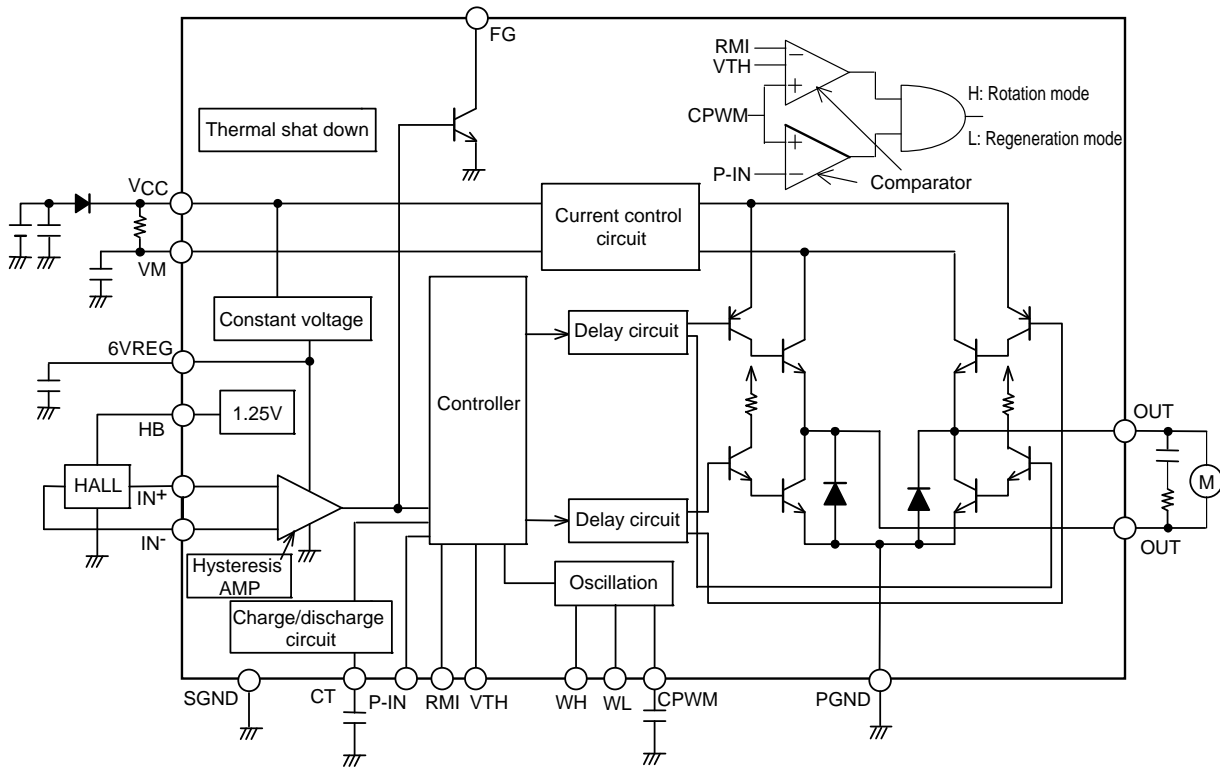 FG
RMI
VTH
CPWM
P-IN
H: Rotation mode
L: Regeneration mode
Comparator
Thermal shat down
VCC
VM
Current control
circuit
Constant voltage
6VREG
1.25V
HB
HALL
IN+
IN-
Hysteresis
AMP
Controller
Delay circuit
Delay circuit
Oscillation
Charge/discharge
circuit
OUT
M
OUT
SGND
CT
P-IN
RMI
VTH
WH
WL
CPWM
PGND